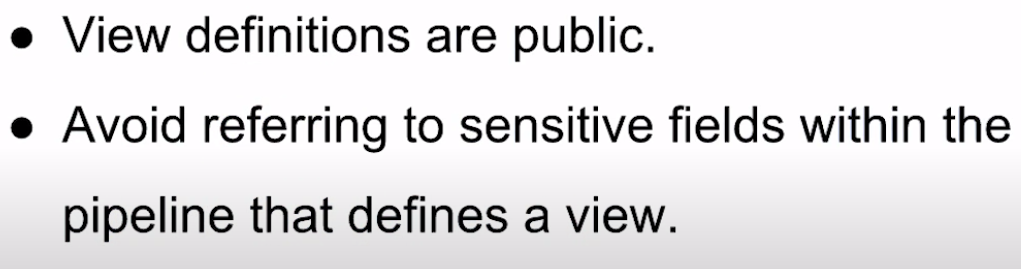 ● View definitions are public.
● Avoid referring to sensitive fields within the
pipeline that defines a view.